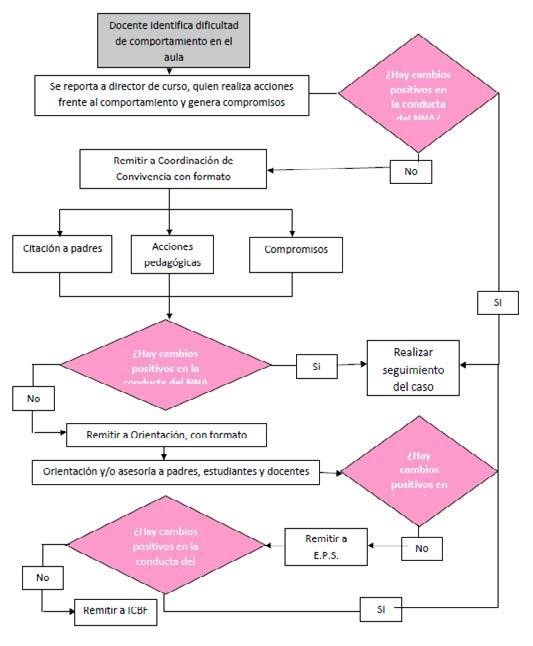 Docente identifica dificultad
de comportamiento en el
aula
Se reporta a director de curso, quien realiza acciones
frente al comportamiento y genera compromisos
¿Hay cambios
positivos en
la conducta
del NNA?
No
Remitir a Coordinación de
Convivencia con formato
Citación a padres
Acciones
pedagógicas
Compromisos
SI
¿Hay cambios
positivos en la
conducta del NNA
Si
Realizar
seguimiento
del caso
No
Remitir a Orientación, con formato
Orientación y/o asesoría a padres, estudiantes y docentes
¿Hay
cambios
positivos en
No
Remitir a
E.P.S.
¿Hay cambios
positivos en la
conducta del
No
Remitir a ICBF
SI